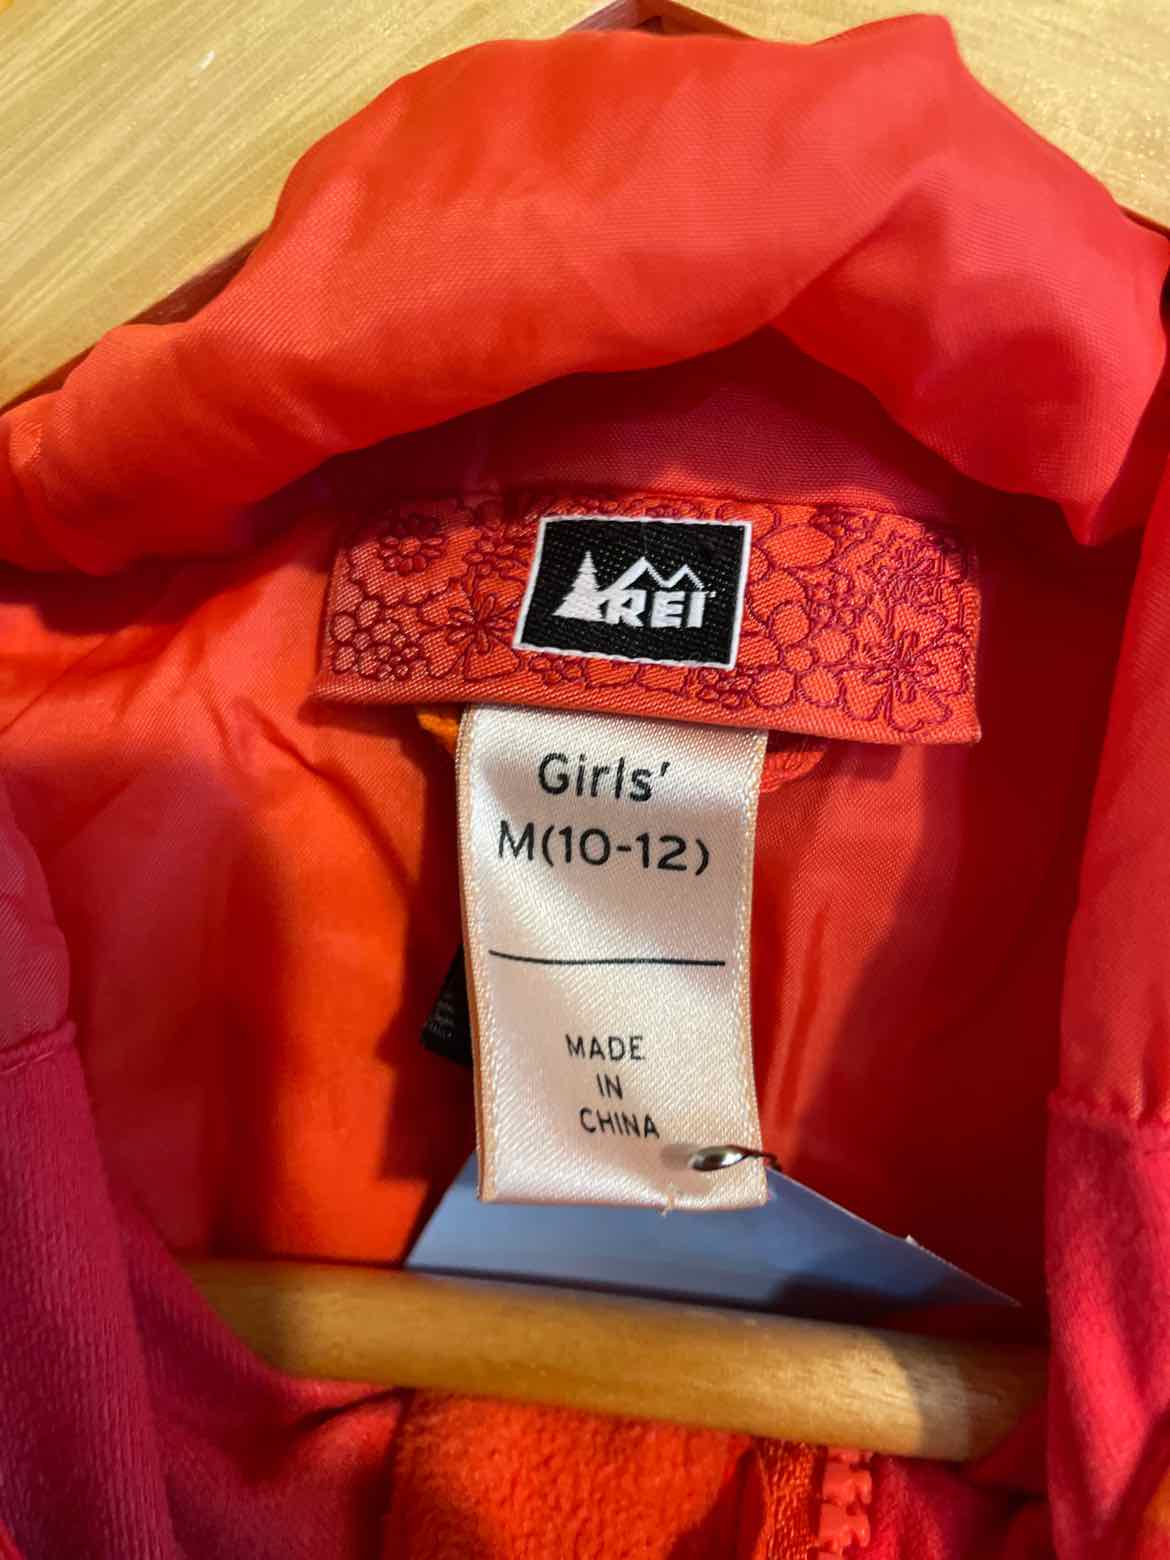 REI
Girls'
M(10-12)
MADE
IN
CHINA